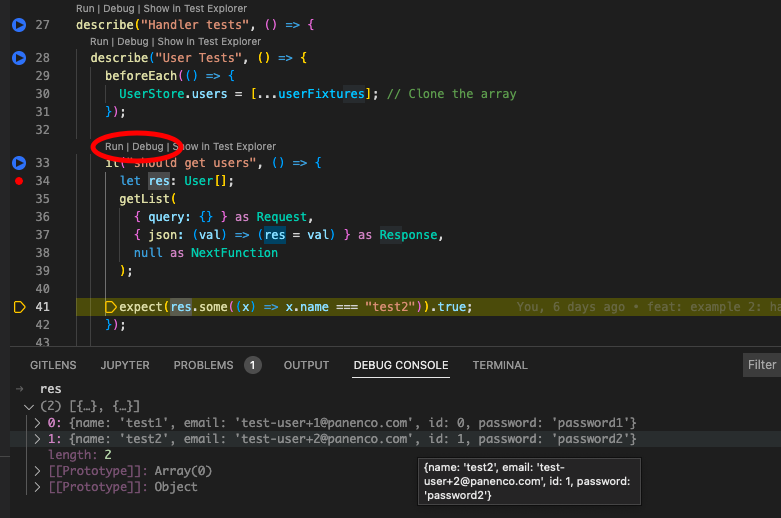 Run | Debug | Show in Test Explorer
27 describe("Handler tests", () => {
Run | Debug | Show in Test Explorer
28 describe("User Tests", () => {
29 beforeEach(() => {
30 UserStore.users = [...userFixtures]; // Clone the array
31 });
32
Run | Debug | Show in Test Explorer
33 it("should get users", () => {
34 let res: User[];
35 getList(
36 { query: {} } as Request,
37 { json: (val) => (res = val) } as Response,
38 null as NextFunction
39 );
40
41 expect(res.some((x) => x.name === "test2")).true; You, 6 days ago • feat: example 2: ha
42 });
43
GITLENS JUPYTER PROBLEMS 1 OUTPUT DEBUG CONSOLE TERMINAL Filter
res
(2) [{…}, {…}]
0: {name: 'test1', email: 'test-user+1@panenco.com', id: 0, password: 'password1'}
1: {name: 'test2', email: 'test-user+2@panenco.com', id: 1, password: 'password2'}
length: 2
[[Prototype]]: Array(0)
[[Prototype]]: Object
{name: 'test2', email: 'test-
user+2@panenco.com', id: 1, password:
'password2'}